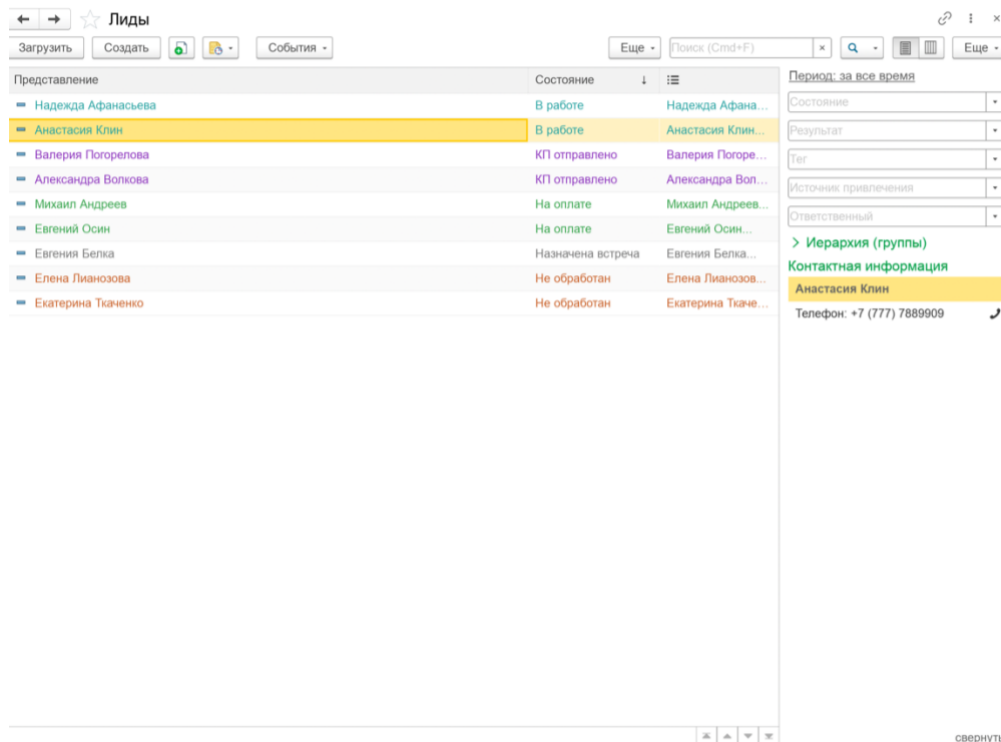 Лиды
Загрузить Создать События Еще Поиск (Cmd+F) Еще
Представление Состояние ↓ Период: за все время
Надежда Афанасьева В работе Надежда Афана... Состояние
Анастасия Клин В работе Анастасия Клин... Результат
Валерия Погорелова КП отправлено Валерия Погоре... Тег
Александра Волкова КП отправлено Александра Вол... Источник привлечения
Михаил Андреев На оплате Михаил Андреев... Ответственный
Евгений Осин На оплате Евгений Осин... Иерархия (группы)
Евгения Белка Назначена встреча Евгения Белка... Контактная информация
Елена Лианозова Не обработан Елена Лианозов... Анастасия Клин
Екатерина Ткаченко Не обработан Екатерина Ткаче... Телефон: +7 (777) 7889909
свернуть